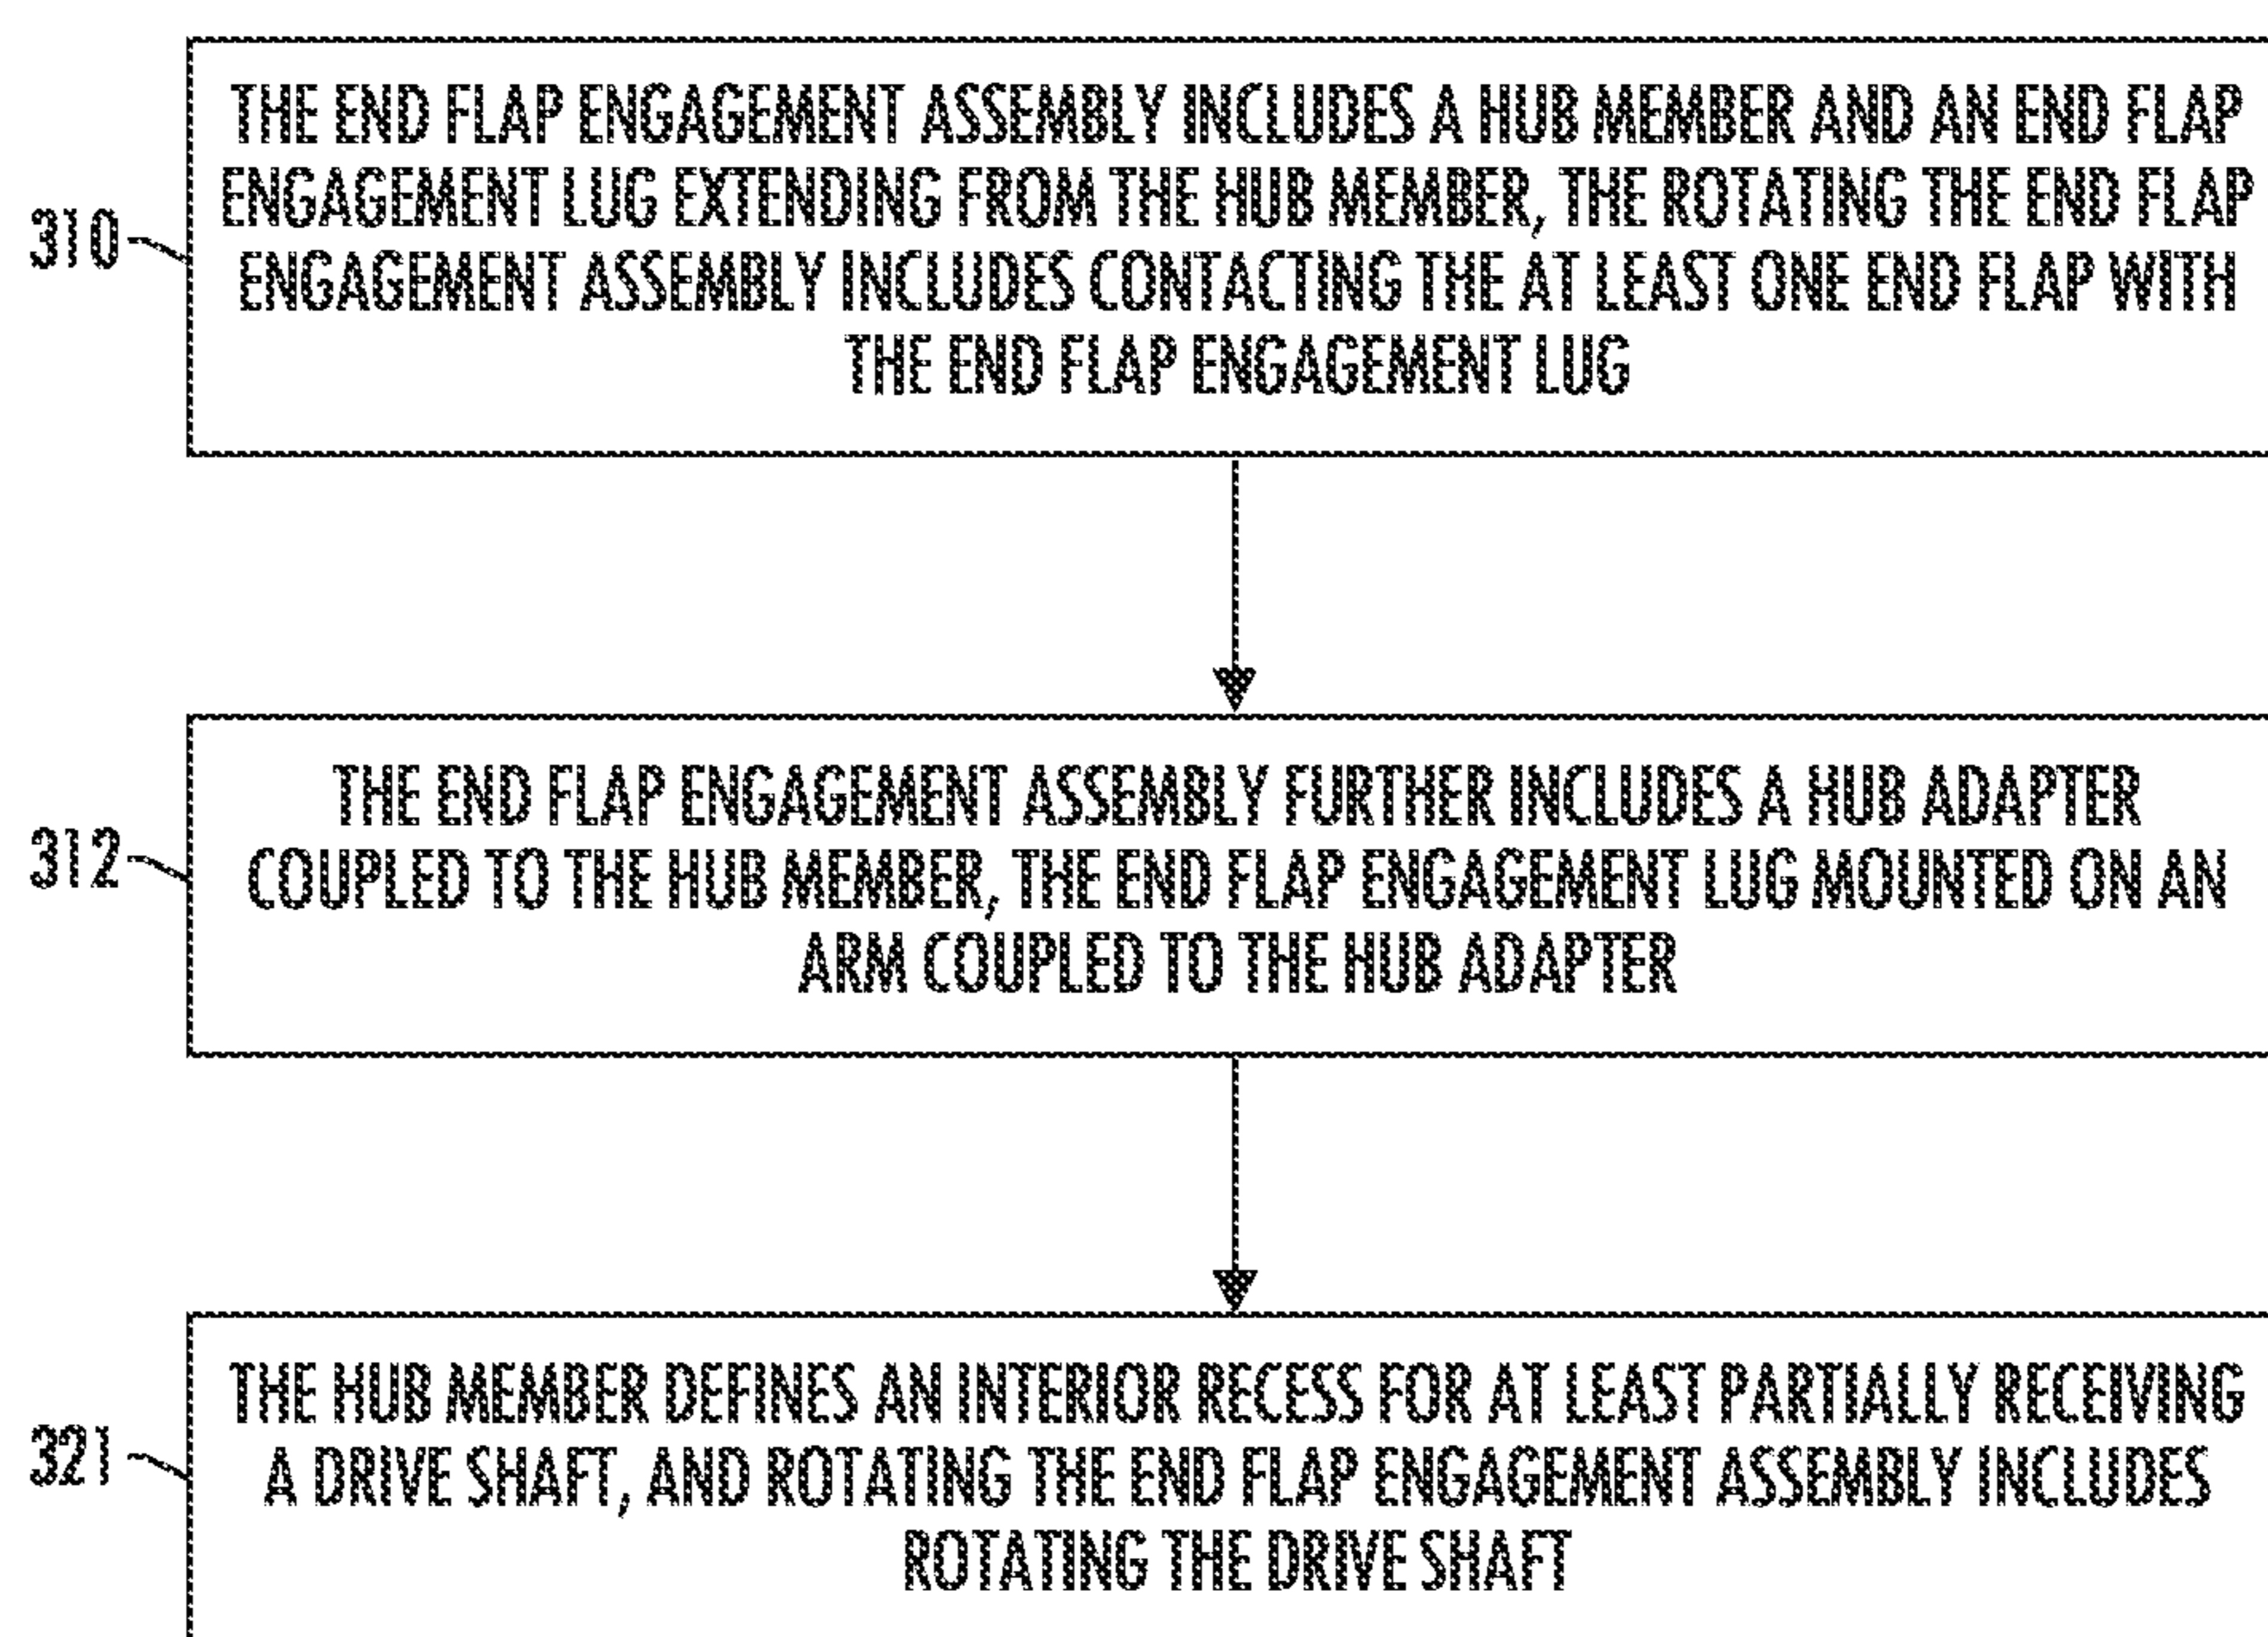 THE END FLAP ENGAGEMENT ASSEMBLY INCLUDES A HUB MEMBER AND AN END FLAP
ENGAGEMENT LUG EXTENDING FROM THE HUB MEMBER, THE ROTATING THE END FLAP
310
ENGAGEMENT ASSEMBLY INCLUDES CONTACTING THE AT LEAST ONE END FLAP WITH
THE END FLAP ENGAGEMENT LUG
THE END FLAP ENGAGEMENT ASSEMBLY FURTHER INCLUDES A HUB ADAPTER
312
COUPLED TO THE HUB MEMBER, THE END FLAP ENGAGEMENT LUG MOUNTED ON AN
ARM COUPLED TO THE HUB ADAPTER
THE HUB MEMBER DEFINES AN INTERIOR RECESS FOR AT LEAST PARTIALLY RECEIVING
321
A DRIVE SHAFT, AND ROTATING THE END FLAP ENGAGEMENT ASSEMBLY INCLUDES
ROTATING THE DRIVE SHAFT